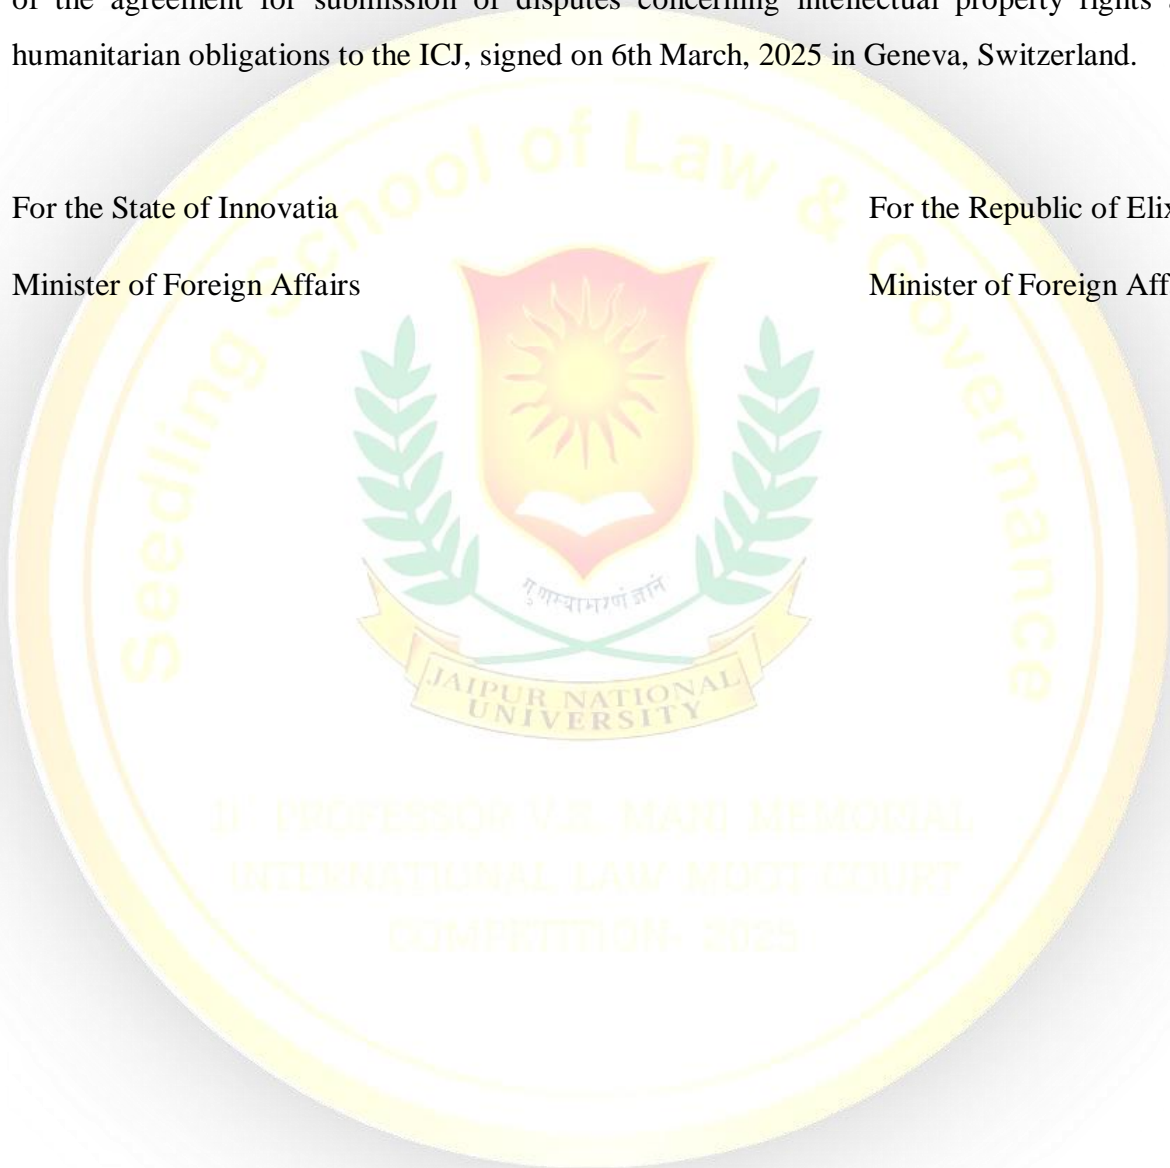 of the agreement for submission of disputes concerning intellectual property rights
humanitarian obligations to the ICJ, signed on 6th March, 2025 in Geneva, Switzerland.
For the State of Innovatia
For the Republic of Elix
Minister of Foreign Affairs
Minister of Foreign Aff
Seedling School of Law & Governance
JAIPUR NATIONAL
UNIVERSITY
PROFESSOR V.S. MANI MEMORIAL
INTERNATIONAL LAW MOOT COURT
COMPETITION- 2025